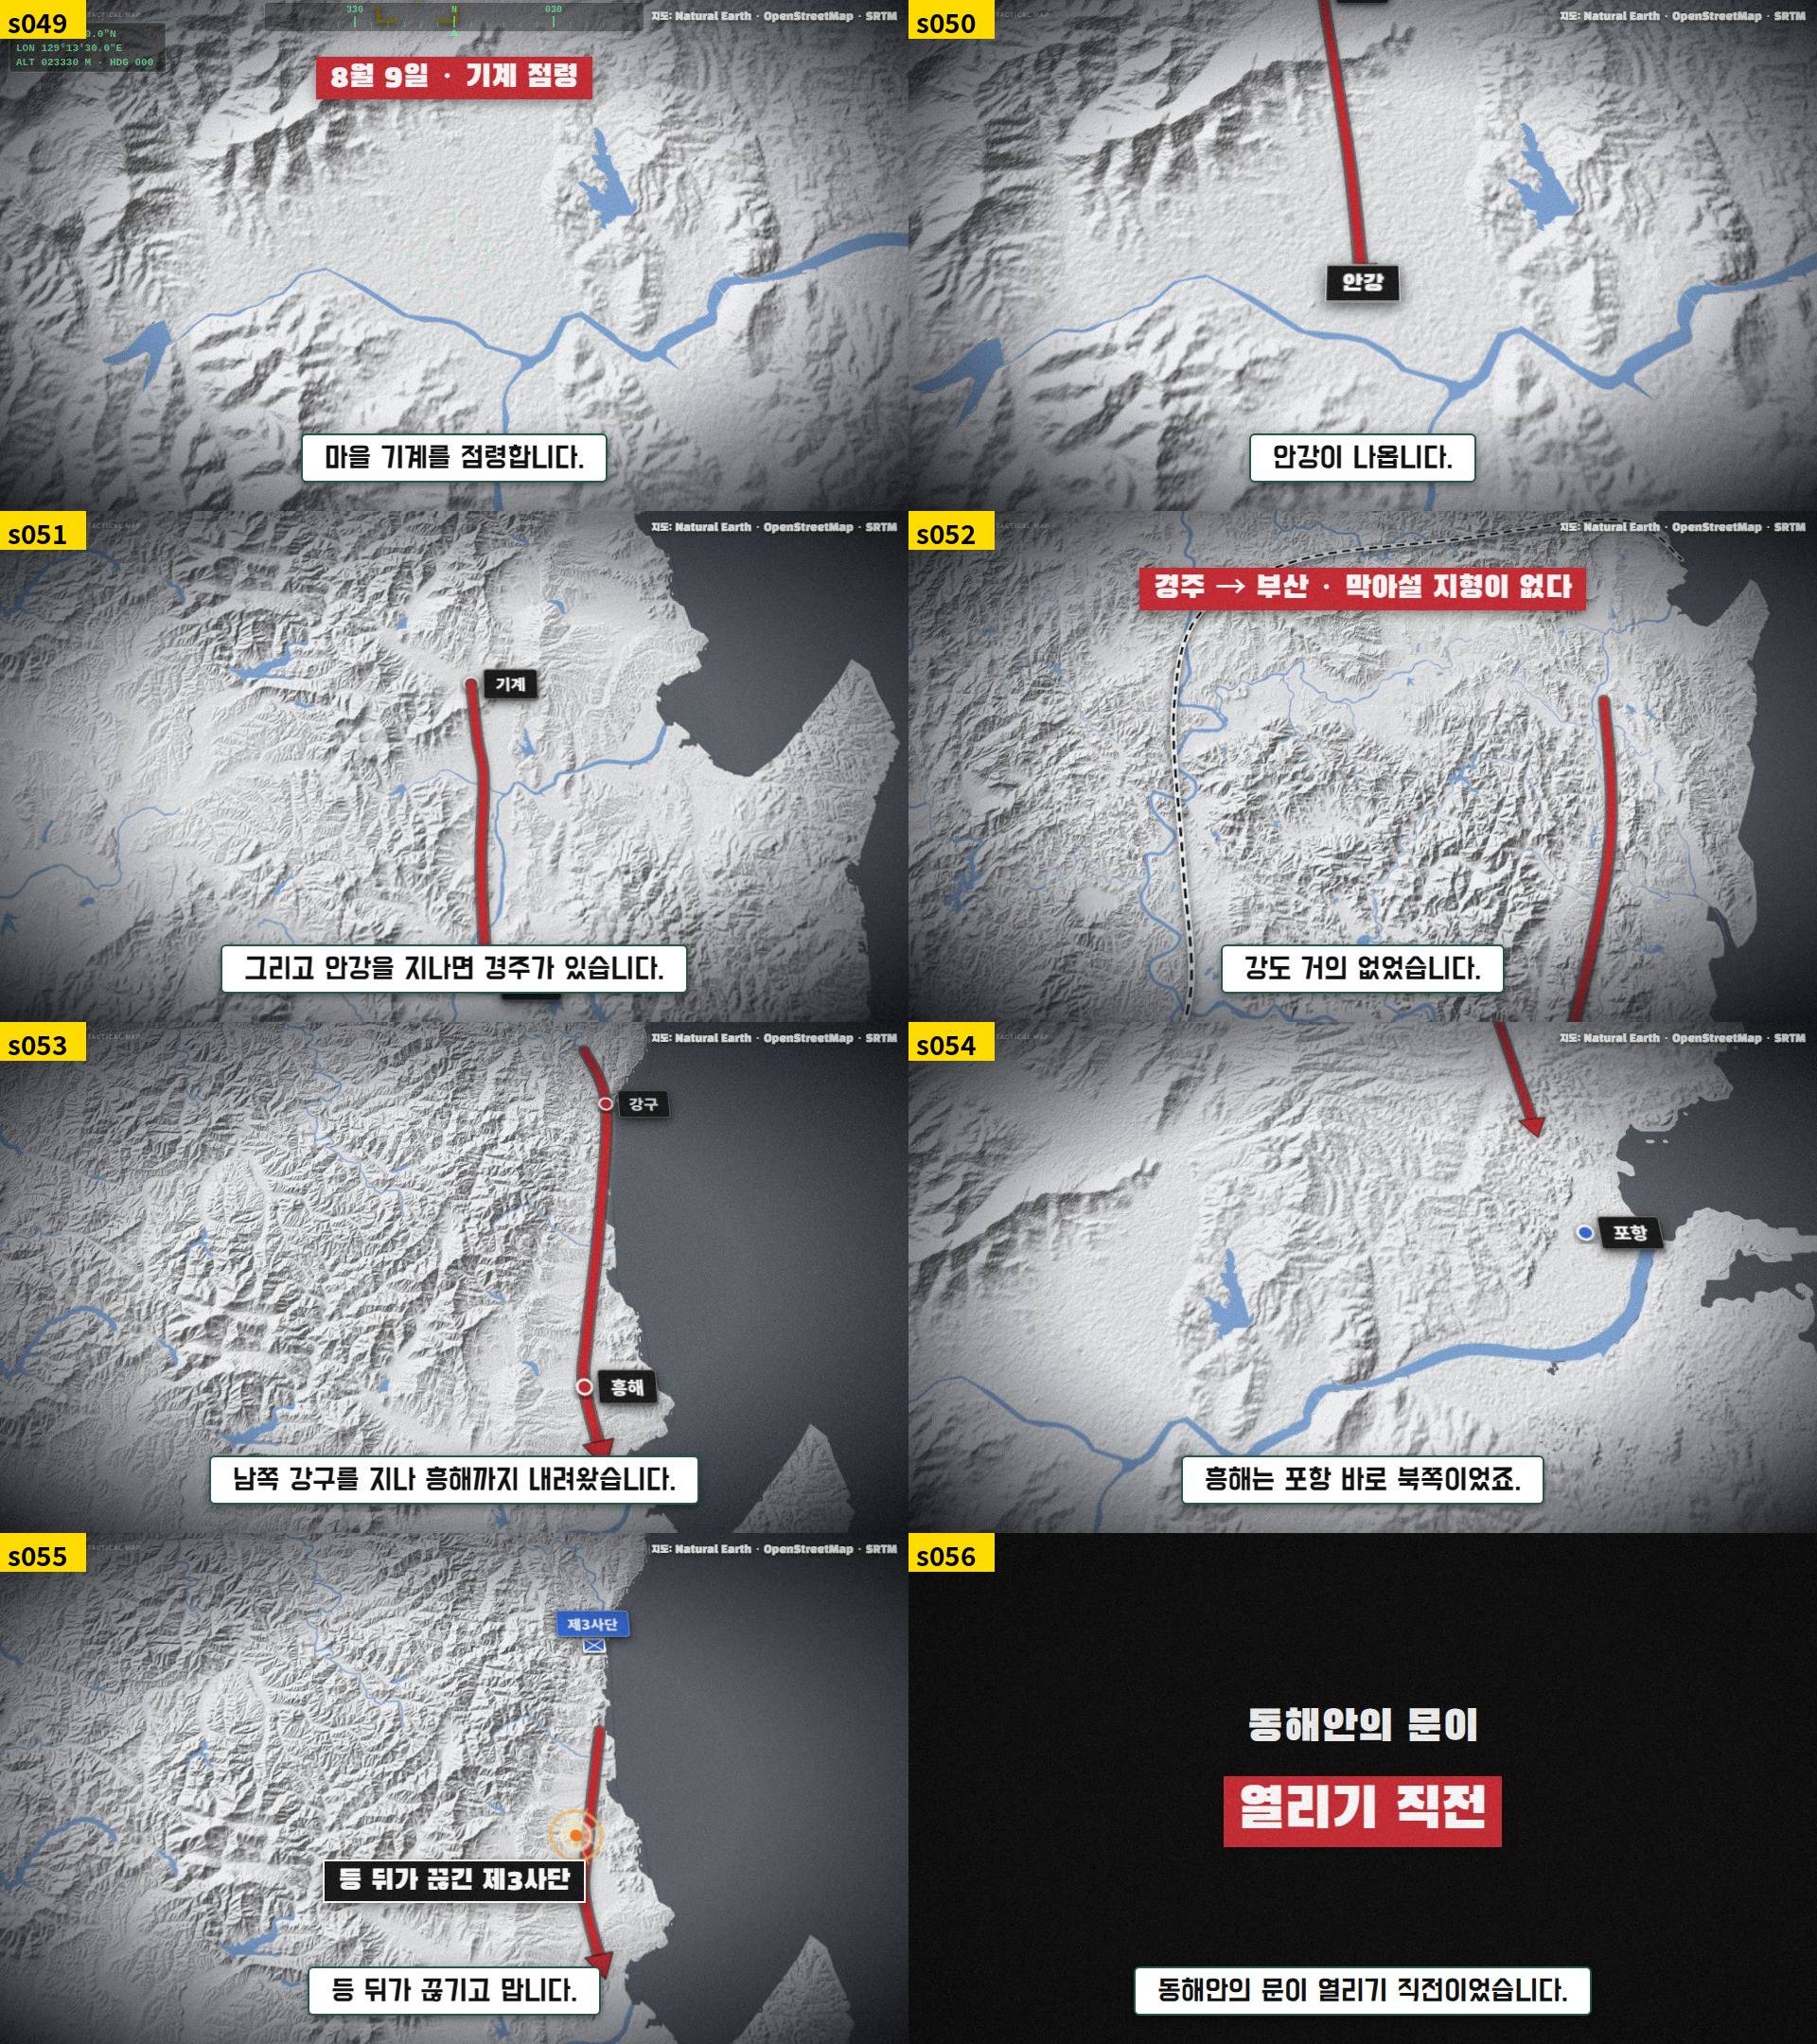 s049
330 N 030
지도: Natural Earth · OpenStreetMap · SRTM
LON 129°13'30.0"E
ALT 023330 M · HDG 000
8월 9일 · 기계 점령
마을 기계를 점령합니다.
s050
지도: Natural Earth · OpenStreetMap · SRTM
안강
안강이 나옵니다.
s051
TACTICAL MAP
지도: Natural Earth · OpenStreetMap · SRTM
기계
그리고 안강을 지나면 경주가 있습니다.
s052
TACTICAL MAP
지도: Natural Earth · OpenStreetMap · SRTM
경주 → 부산 · 막아설 지형이 없다
강도 거의 없었습니다.
s053
TACTICAL MAP
지도: Natural Earth · OpenStreetMap · SRTM
강구
흥해
남쪽 강구를 지나 흥해까지 내려왔습니다.
s054
TACTICAL MAP
지도: Natural Earth · OpenStreetMap · SRTM
포항
흥해는 포항 바로 북쪽이었죠.
s055
TACTICAL MAP
지도: Natural Earth · OpenStreetMap · SRTM
제3사단
등 뒤가 끊긴 제3사단
등 뒤가 끊기고 맙니다.
s056
동해안의 문이
열리기 직전
동해안의 문이 열리기 직전이었습니다.